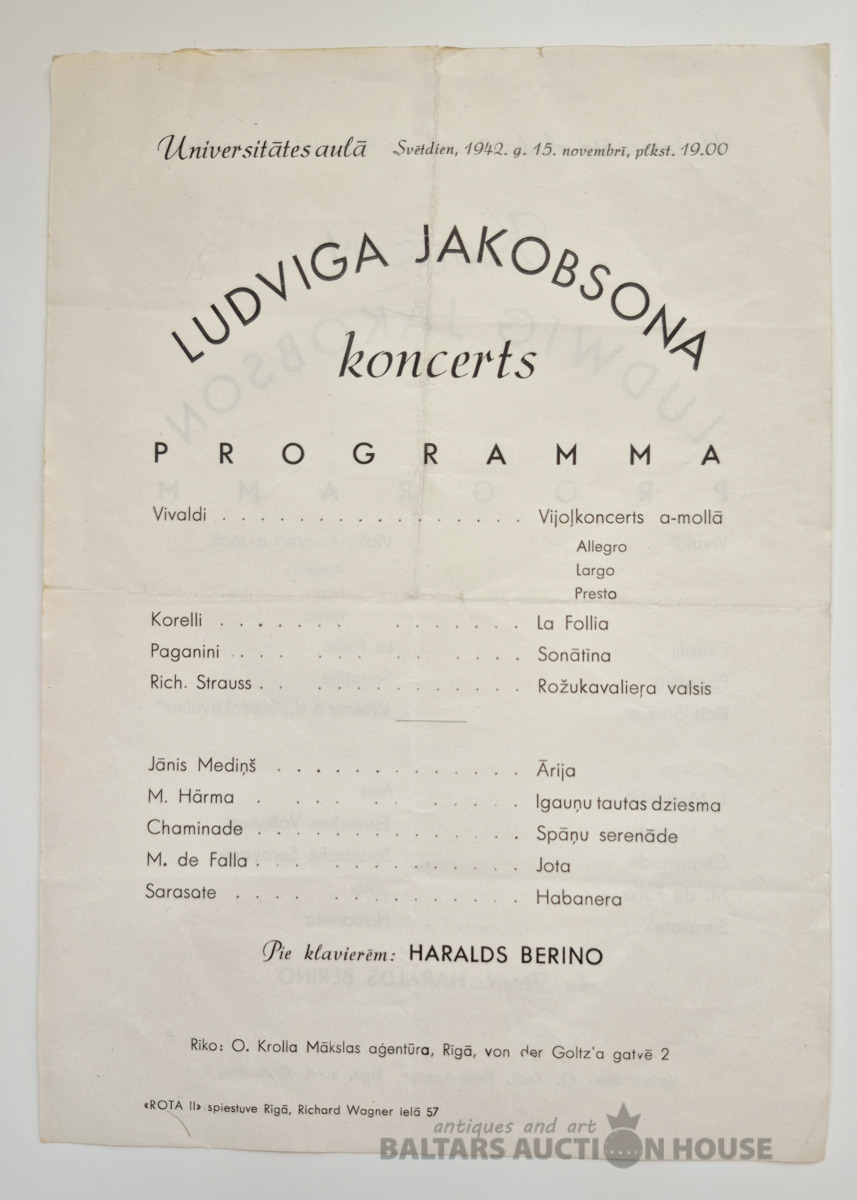 Universitātes aulā Svētdien, 1942. g. 15. novembrī, plkst. 19.00
LUDVIGA JAKOBSONA
koncerts
PROGRAMMA
Vivaldi . . . . . . . . . . . . . . . . . Vijoļkoncerts a-mollā
Allegro
Largo
Presto
Korelli . . . . . . . . . . . . . La Follia
Paganini . . . . . . . . . . . . Sonātīna
Rich. Strauss . . . . . . . . . . . . Rožukavalieŗa valsis
Jānis Mediņš . . . . . . . . . . . . . Ārija
M. Hārma . . . . . . . . . . . Igauņu tautas dziesma
Chaminade . . . . . . . . . . . . . . Spāņu serenāde
M. de Falla . . . . . . . . . . . . . Jota
Sarasate . . . . . . . . . . . . . Habanera
Pie klavierēm: HARALDS BERINO
Rīko: O. Krolla Mākslas aģentūra, Rīgā, von der Goltz'a gatvē 2
«ROTA II» spiestuve Rīgā, Richard Wagner ielā 57
antiques and art
BALTARS AUCTION HOUSE